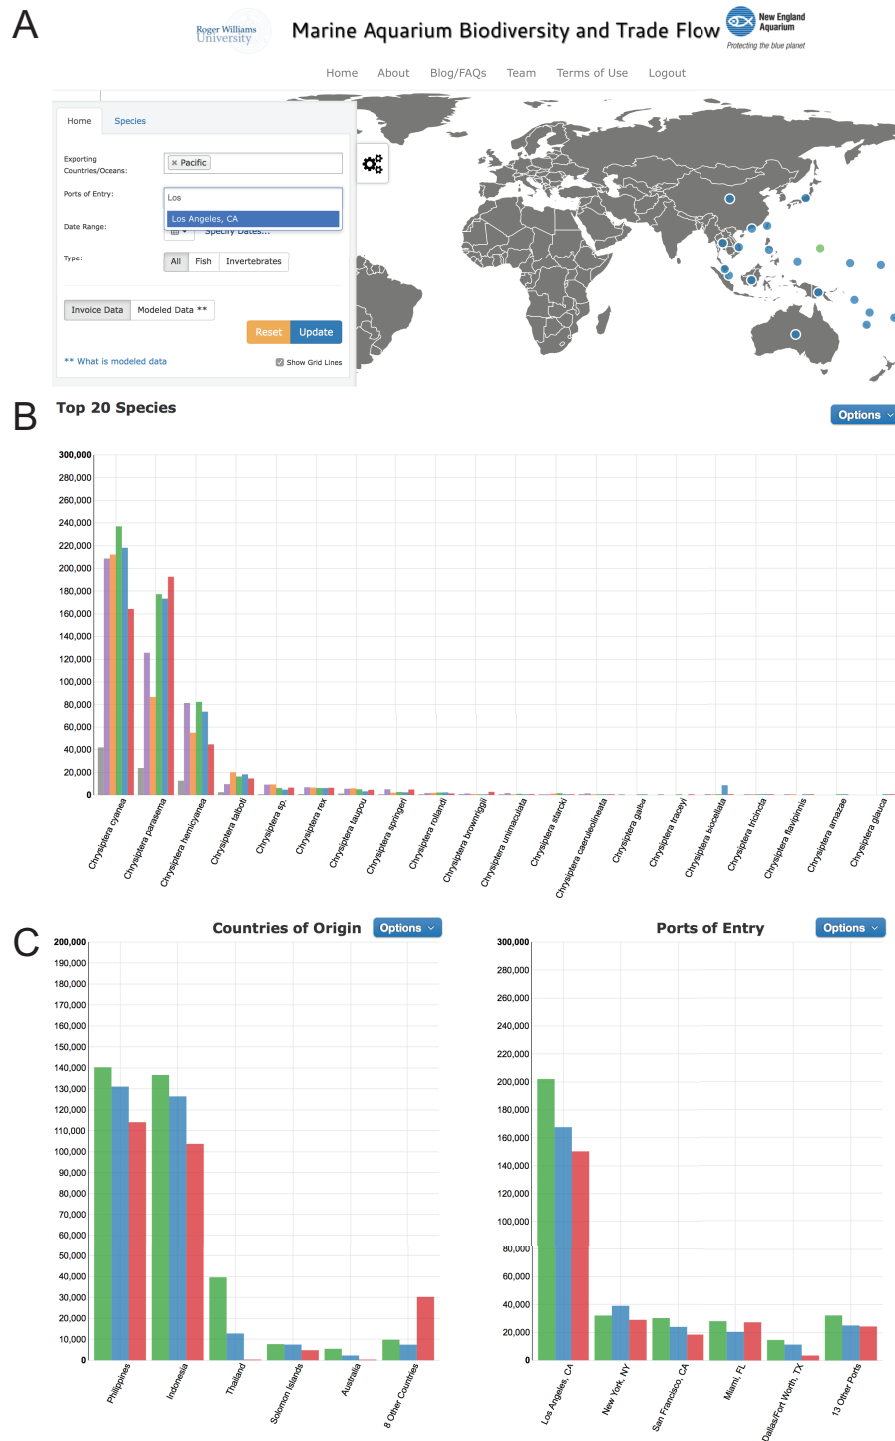 A
Roger Williams
University
Marine Aquarium Biodiversity and Trade Flow
New England
Aquarium
Protecting the blue planet
Home About Blog/FAQs Team Terms of Use Logout
Home Species
Exporting
Countries/Oceans:
× Pacific
Ports of Entry:
Los
Los Angeles, CA
Date Range:
Specify Dates...
Type:
All Fish Invertebrates
Invoice Data Modeled Data **
Reset Update
** What is modeled data
Show Grid Lines
B
Top 20 Species
Options
300,000
280,000
260,000
240,000
220,000
200,000
180,000
160,000
140,000
120,000
100,000
80,000
60,000
40,000
20,000
0
Chrysiptera cyanea
Chrysiptera parasema
Chrysiptera hemicyanea
Chrysiptera talboti
Chrysiptera sp.
Chrysiptera rex
Chrysiptera taupou
Chrysiptera springeri
Chrysiptera rollandi
Chrysiptera brownriggii
Chrysiptera unimaculata
Chrysiptera starcki
Chrysiptera caeruleolineata
Chrysiptera galba
Chrysiptera traceyi
Chrysiptera biocellata
Chrysiptera tricincta
Chrysiptera flavipinnis
Chrysiptera arnazae
Chrysiptera glauca
C
Countries of Origin
Options
200,000
190,000
180,000
170,000
160,000
150,000
140,000
130,000
120,000
110,000
100,000
90,000
80,000
70,000
60,000
50,000
40,000
30,000
20,000
10,000
0
Philippines
Indonesia
Thailand
Solomon Islands
Australia
8 Other Countries
Ports of Entry
Options
300,000
280,000
260,000
240,000
220,000
200,000
180,000
160,000
140,000
120,000
100,000
80,000
60,000
40,000
20,000
0
Los Angeles, CA
New York, NY
San Francisco, CA
Miami, FL
Dallas/Fort Worth, TX
13 Other Ports